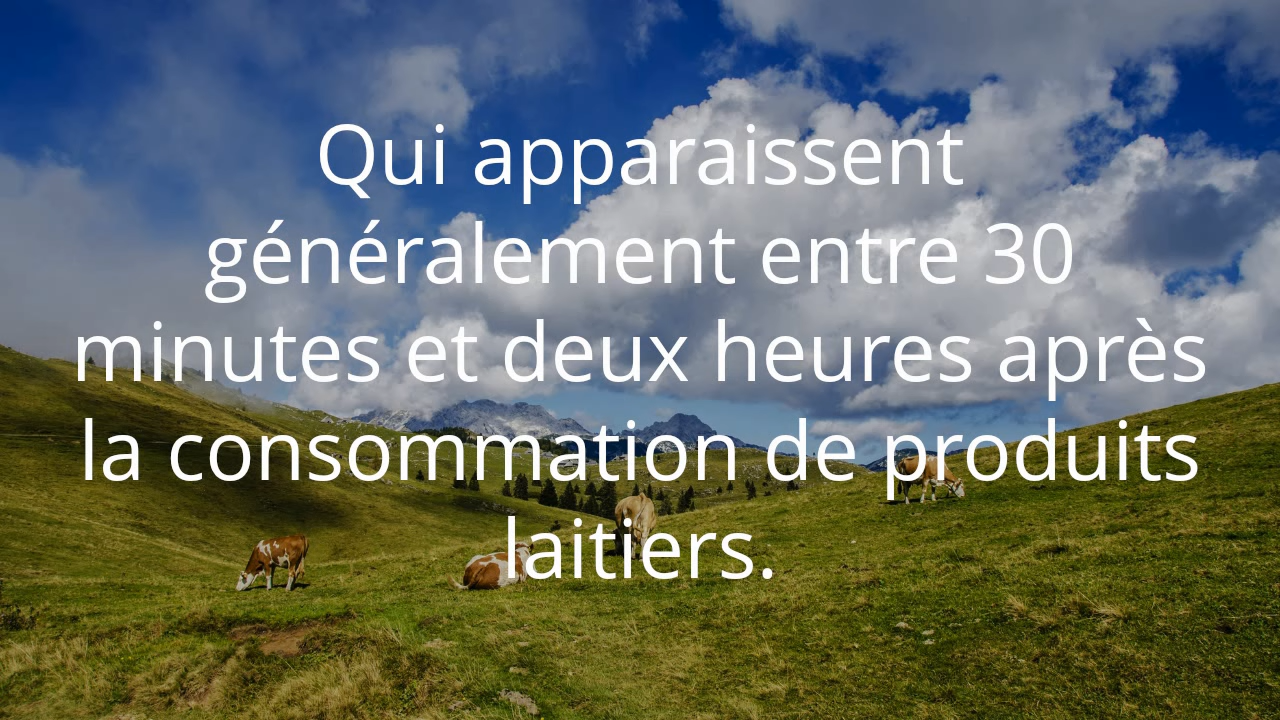 Qui apparaissent
généralement entre 30
minutes et deux heures après
la consommation de produits
laitiers.